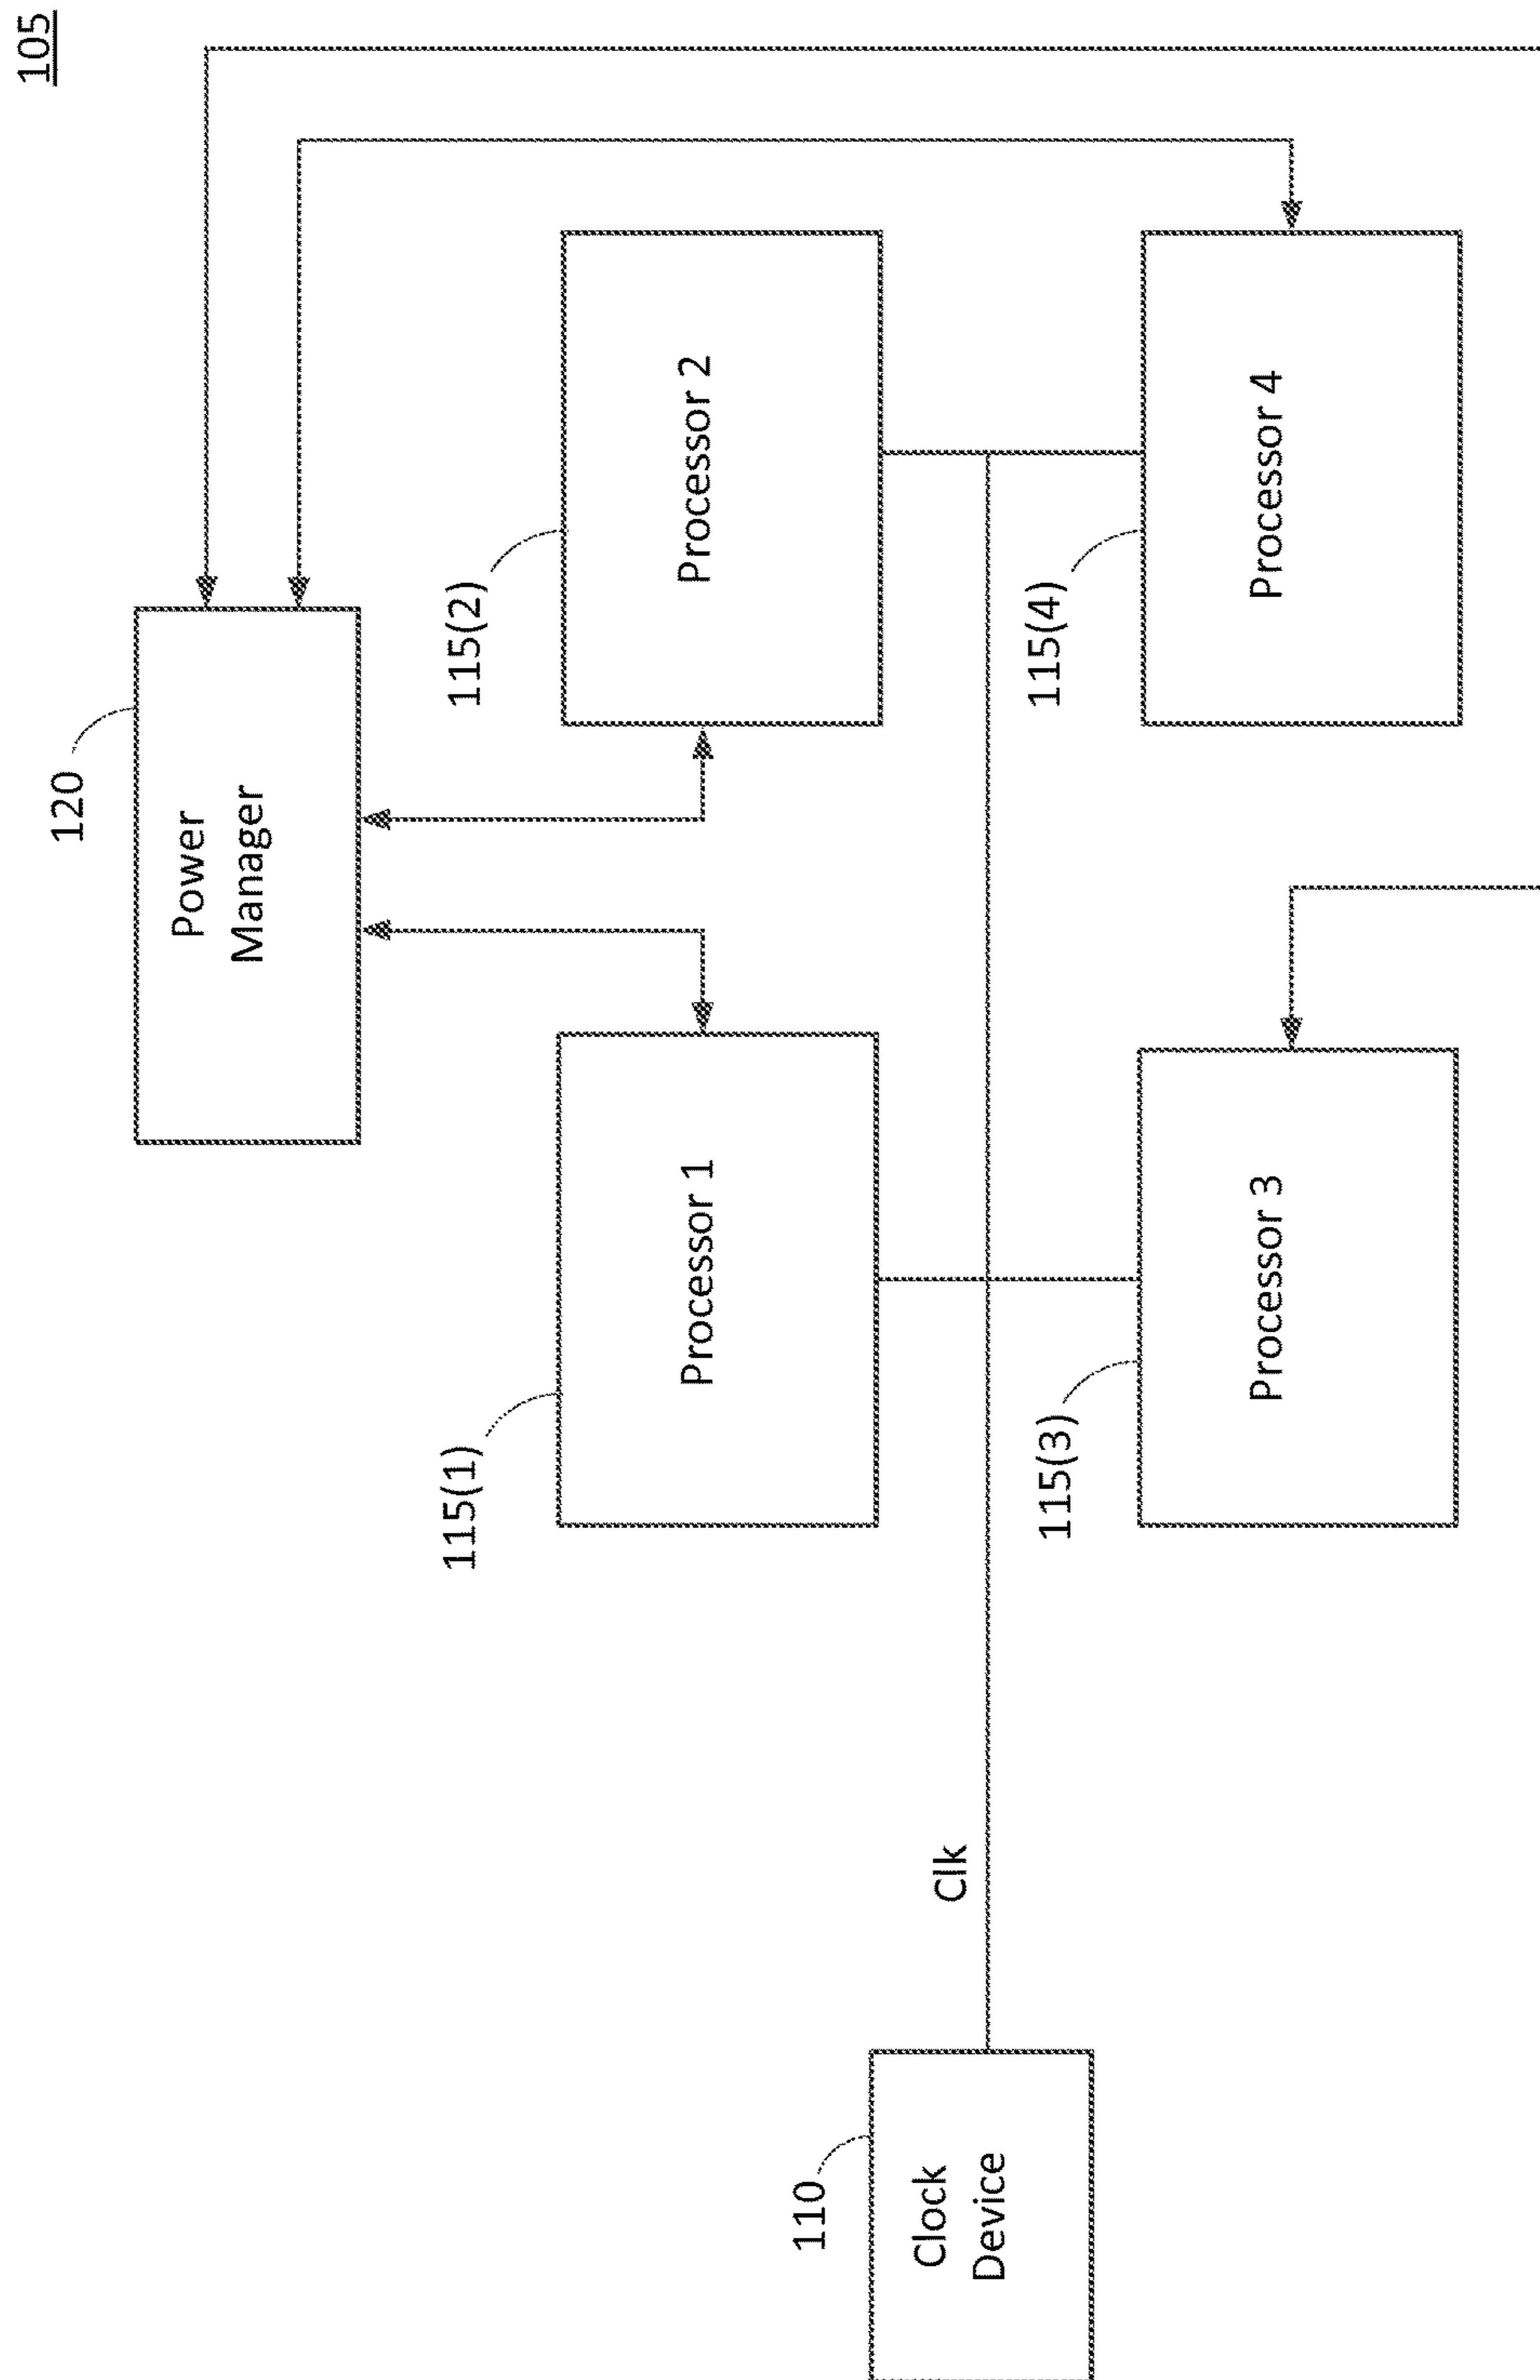 105
120
Power
Manager
115(1)
Processor 1
115(2)
Processor 2
110
Clock
Device
Clk
115(3)
Processor 3
115(4)
Processor 4